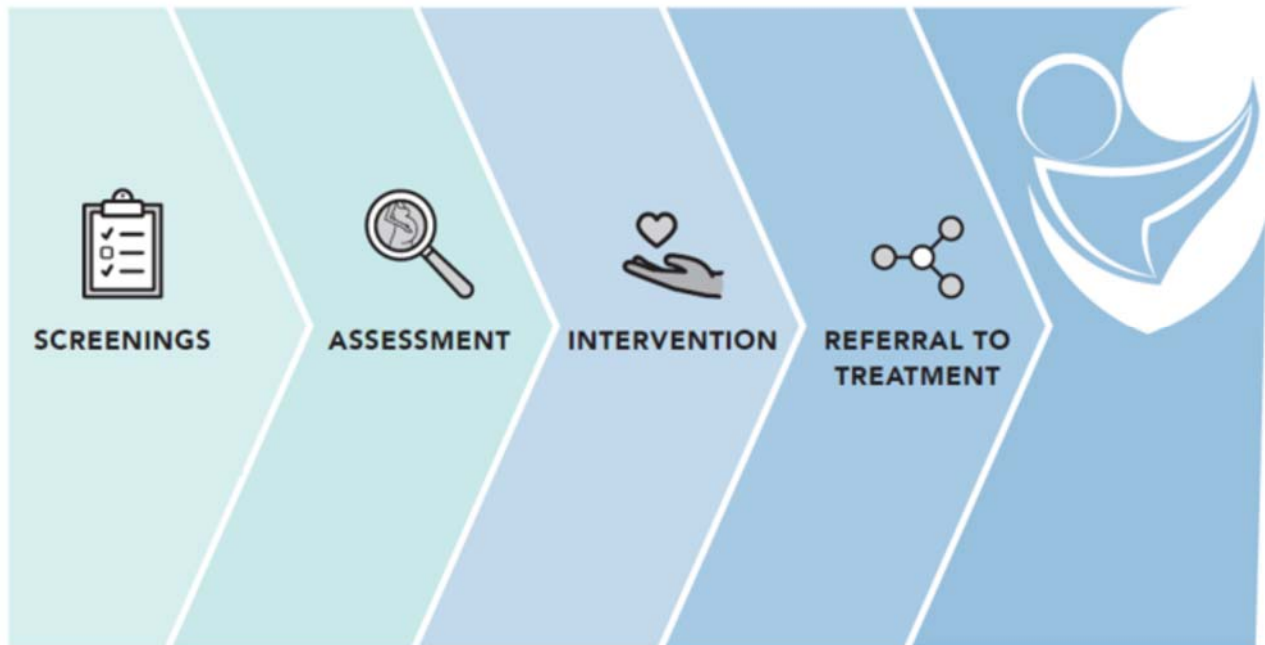 SCREENINGS
ASSESSMENT
INTERVENTION
REFERRAL TO
TREATMENT